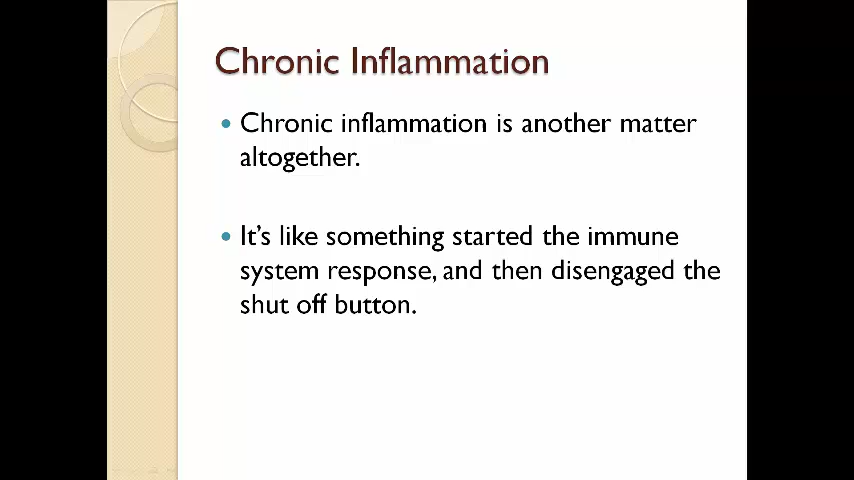 Chronic Inflammation
• Chronic inflammation is another matter
altogether.
• It’s like something started the immune
system response, and then disengaged the
shut off button.